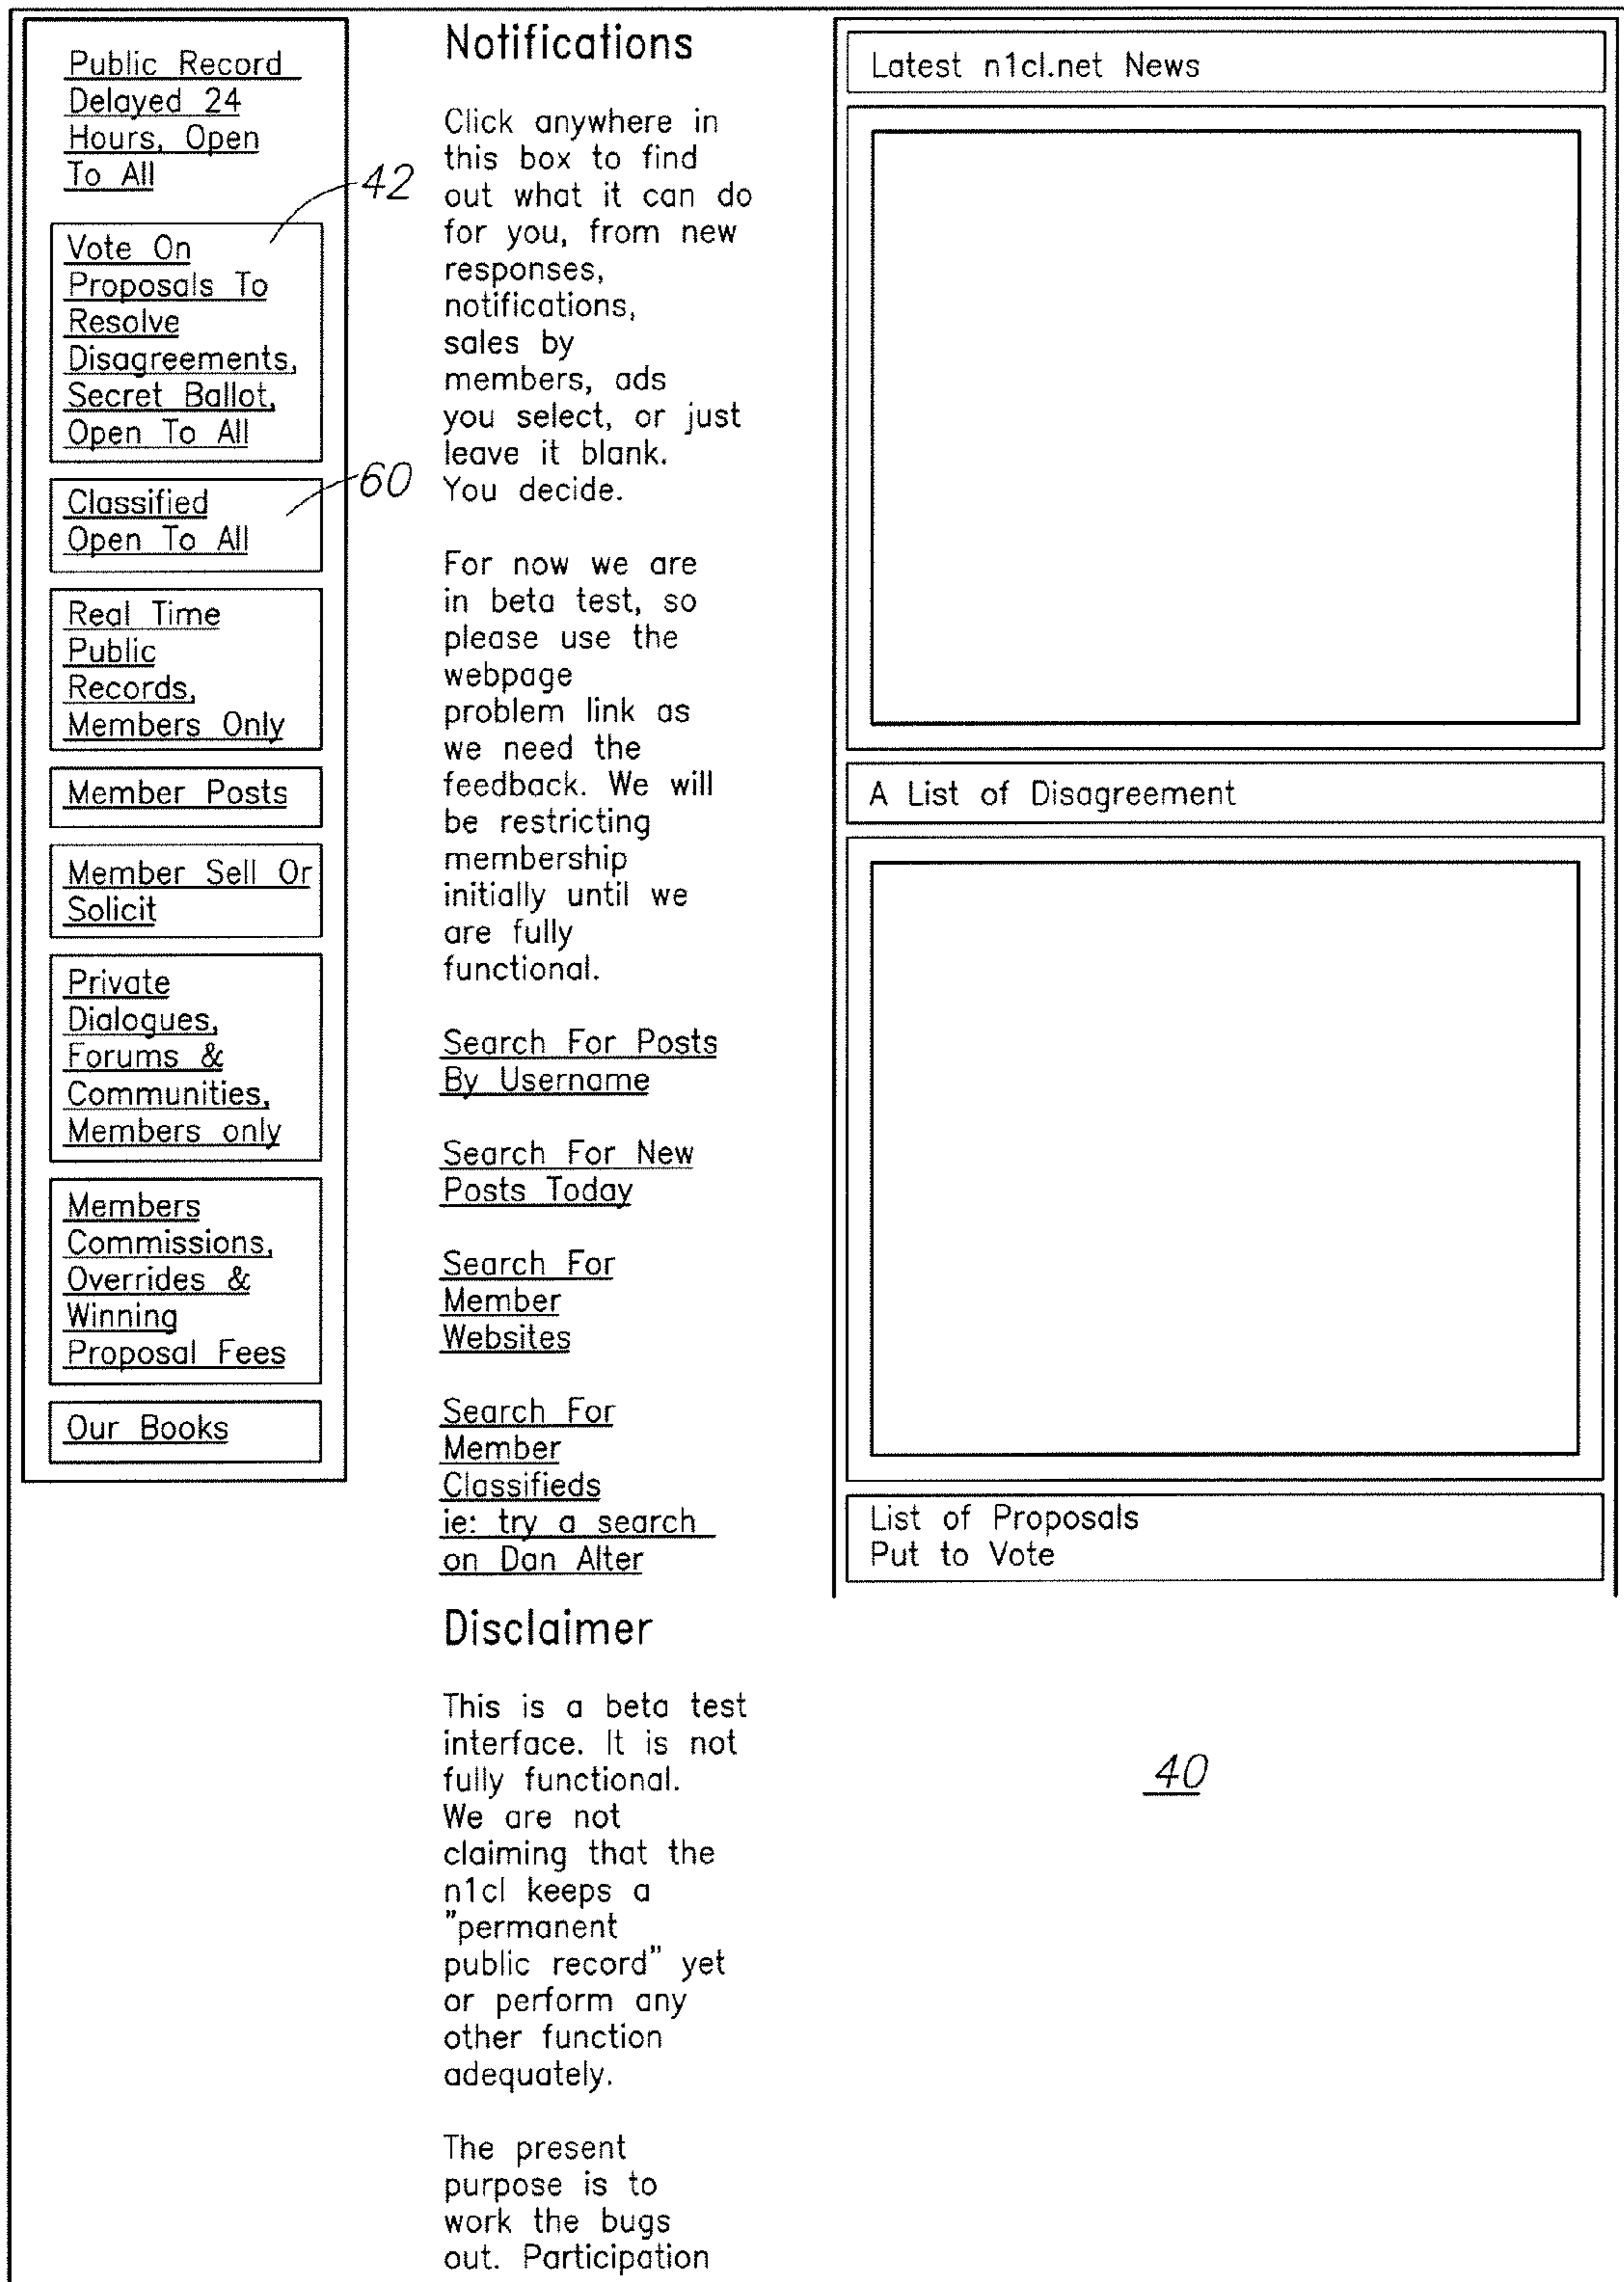 Public Record
Delayed 24
Hours, Open
To All
42
Vote On
Proposals To
Resolve
Disagreements,
Secret Ballot,
Open To All
60
Classified
Open To All
Real Time
Public
Records,
Members Only
Member Posts
Member Sell Or
Solicit
Private
Dialogues,
Forums &
Communities,
Members only
Members
Commissions,
Overrides &
Winning
Proposal Fees
Our Books
Notifications
Click anywhere in
this box to find
out what it can do
for you, from new
responses,
notifications,
sales by
members, ads
you select, or just
leave it blank.
You decide.
For now we are
in beta test, so
please use the
webpage
problem link as
we need the
feedback. We will
be restricting
membership
initially until we
are fully
functional.
Search For Posts
By Username
Search For New
Posts Today
Search For
Member
Websites
Search For
Member
Classifieds
ie: try a search
on Dan Alter
Disclaimer
This is a beta test
interface. It is not
fully functional.
We are not
claiming that the
n1cl keeps a
"permanent
public record" yet
or perform any
other function
adequately.
The present
purpose is to
work the bugs
out. Participation
Latest n1cl.net News
A List of Disagreement
List of Proposals
Put to Vote
40